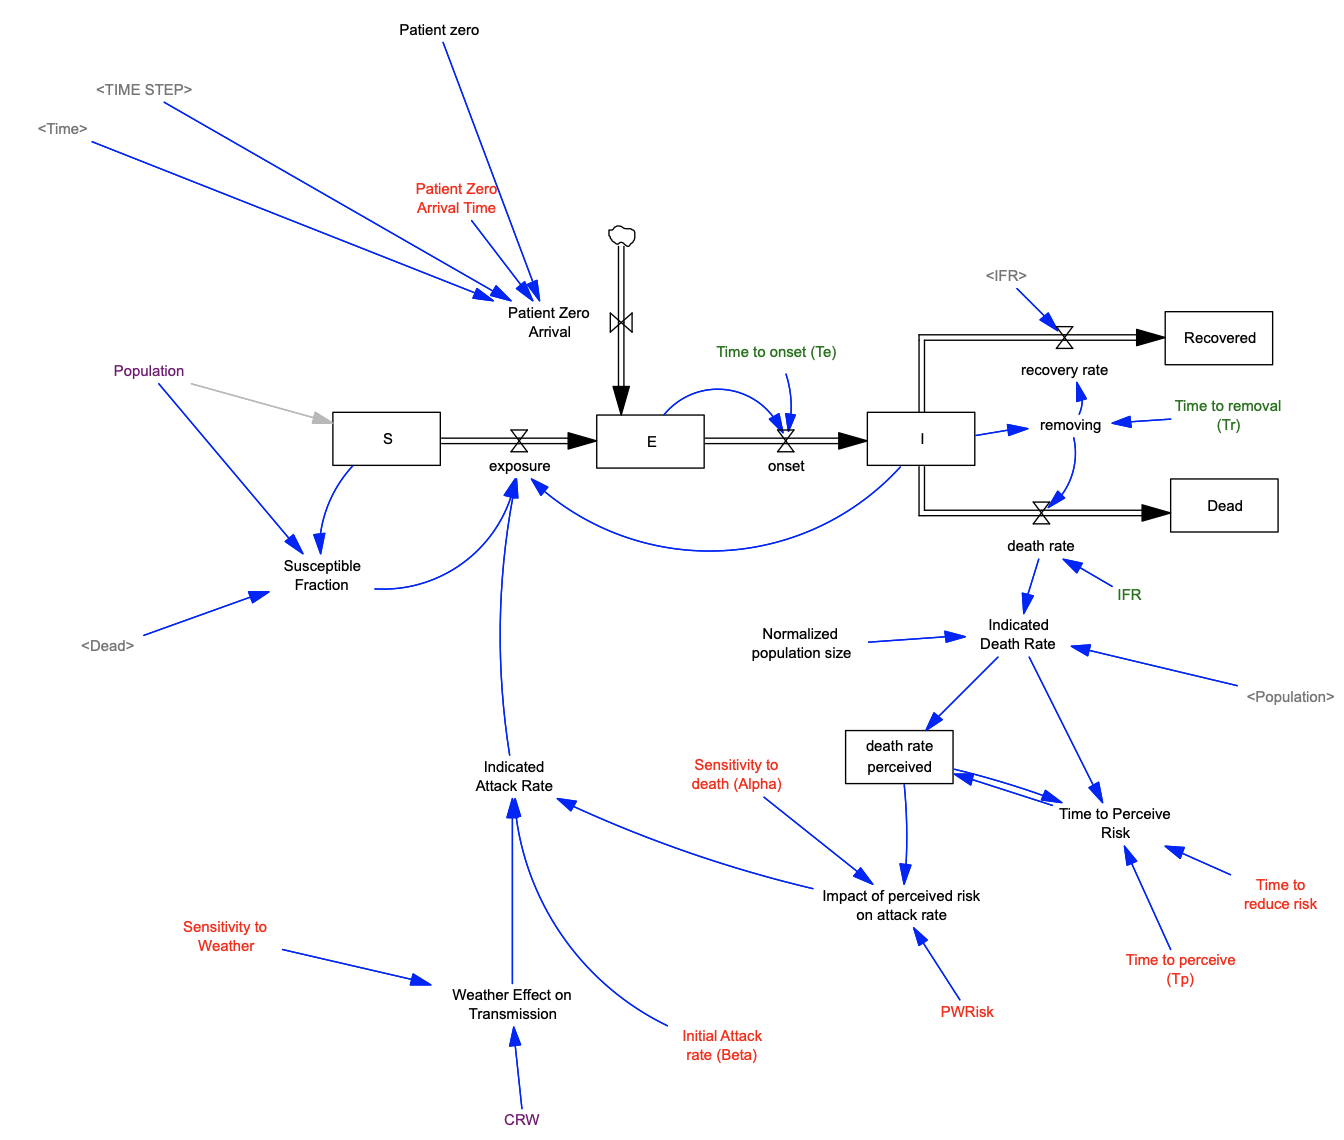 Patient zero
<TIME STEP>
<Time>
Patient Zero
Arrival Time
Patient Zero
Arrival
<IFR>
Recovered
recovery rate
Time to onset (Te)
Population
S
exposure
E
onset
I
removing
Time to removal
(Tr)
Dead
death rate
IFR
Susceptible
Fraction
<Dead>
Normalized
population size
Indicated
Death Rate
<Population>
death rate
perceived
Indicated
Attack Rate
Sensitivity to
death (Alpha)
Time to Perceive
Risk
Time to
reduce risk
Impact of perceived risk
on attack rate
Sensitivity to
Weather
Time to perceive
(Tp)
Weather Effect on
Transmission
PWRisk
Initial Attack
rate (Beta)
CRW